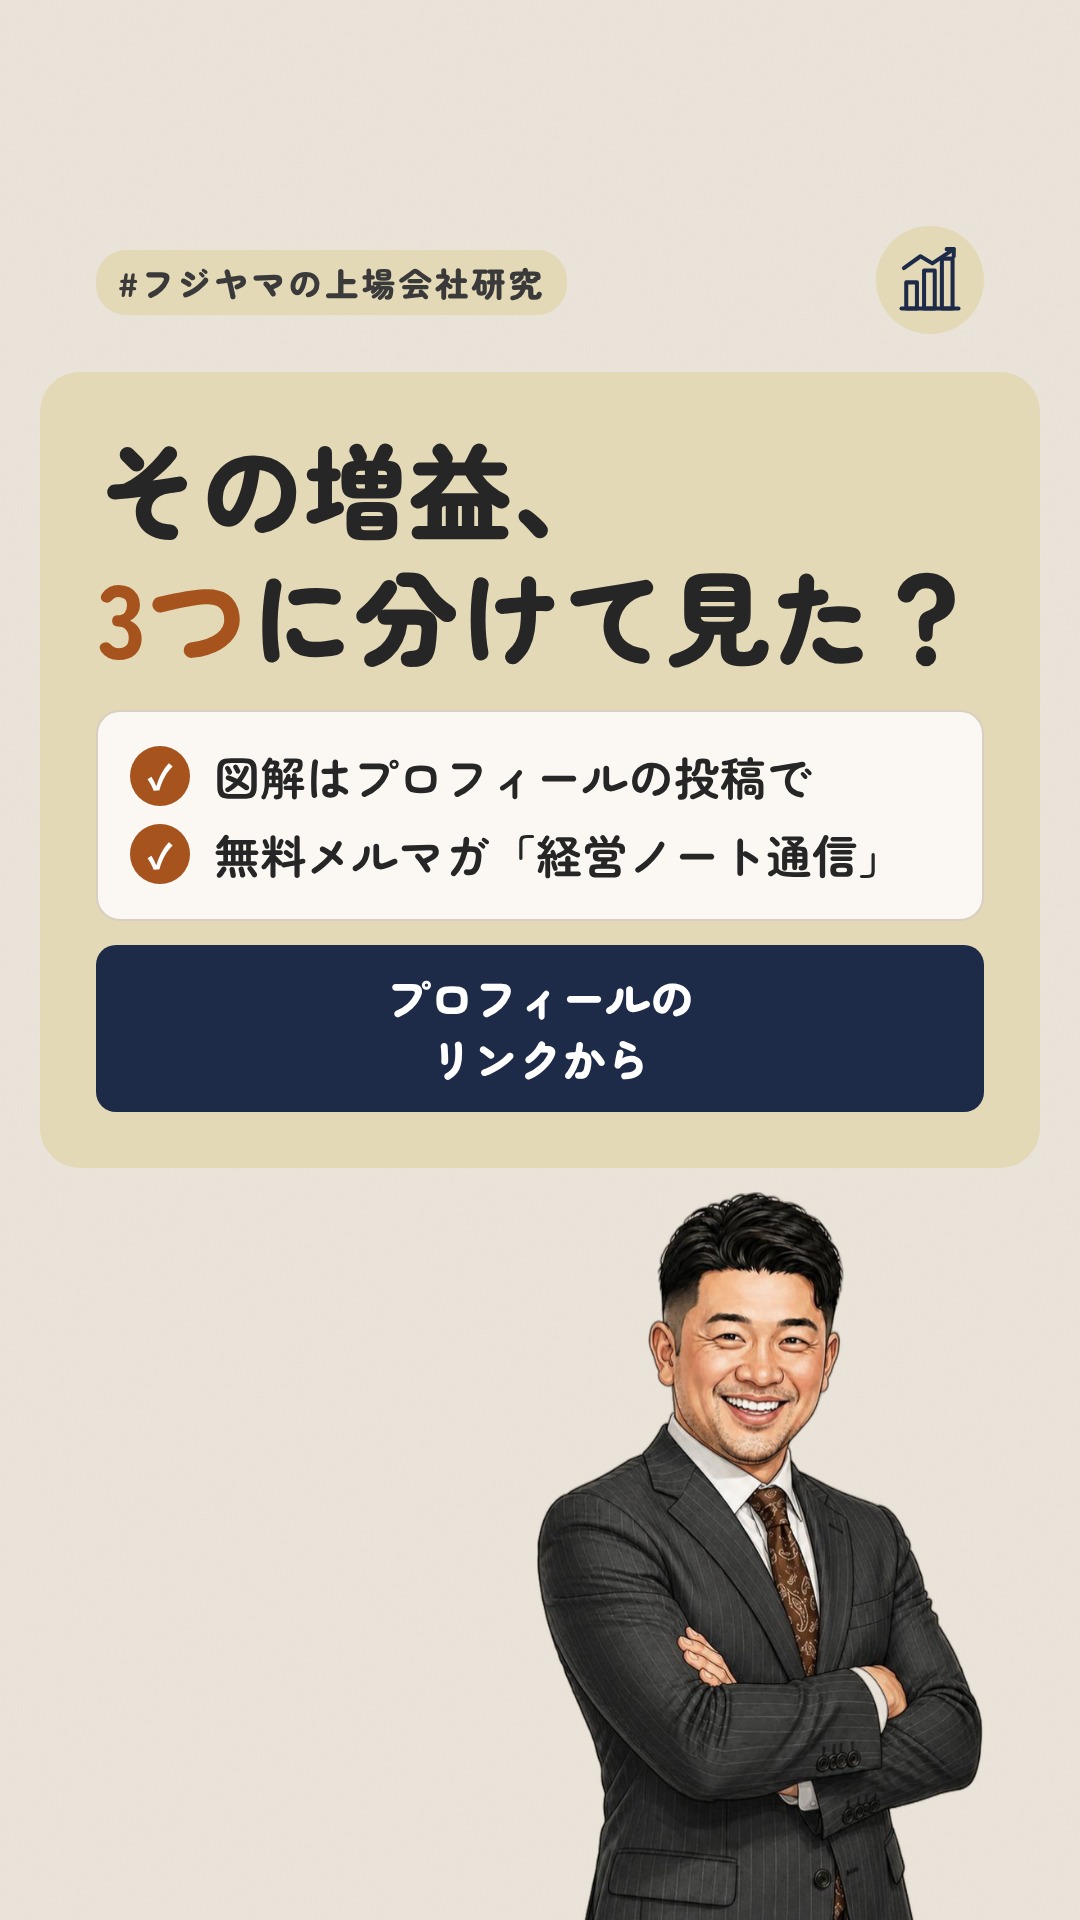 #フジヤマの上場会社研究
その増益、
3つに分けて見た？
図解はプロフィールの投稿で
無料メルマガ「経営ノート通信」
プロフィールの
リンクから